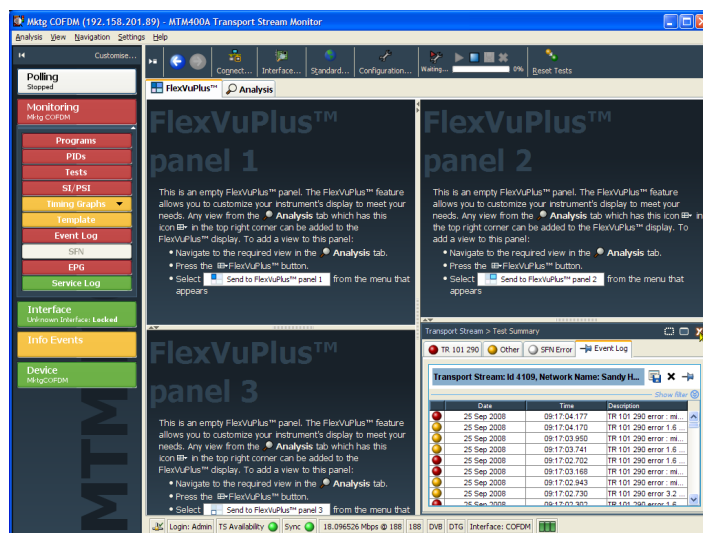 Mktg COFDM (192.158.201.89) - MTM400A Transport Stream Monitor
Analysis View Navigation Settings Help
Customise...
Connect... Interface... Standard... Configuration... Waiting... 0% Reset Tests
Polling
Stopped
Monitoring
Mktg COFDM
Programs
PIDs
Tests
SI/PSI
Timing Graphs
Template
Event Log
SFN
EPG
Service Log
Interface
Unknown Interface: Locked
Info Events
Device
MktgCOFDM
MTM
FlexVuPlus™ Analysis
FlexVuPlus™
panel 1
This is an empty FlexVuPlus™ panel. The FlexVuPlus™ feature
allows you to customize your instrument's display to meet your
needs. Any view from the Analysis tab which has this
icon in the top right corner can be added to the
FlexVuPlus™ display. To add a view to this panel:
• Navigate to the required view in the Analysis tab.
• Press the FlexVuPlus™ button.
• Select Send to FlexVuPlus™ panel 1 from the menu that
appears
FlexVuPlus™
panel 2
This is an empty FlexVuPlus™ panel. The FlexVuPlus™ feature
allows you to customize your instrument's display to meet your
needs. Any view from the Analysis tab which has this icon in
the top right corner can be added to the FlexVuPlus™ display. To
add a view to this panel:
• Navigate to the required view in the Analysis tab.
• Press the FlexVuPlus™ button.
• Select Send to FlexVuPlus™ panel 2 from the menu that
appears
FlexVuPlus™
panel 3
This is an empty FlexVuPlus™ panel. The FlexVuPlus™ feature
allows you to customize your instrument's display to meet your
needs. Any view from the Analysis tab which has this
icon in the top right corner can be added to the
FlexVuPlus™ display. To add a view to this panel:
• Navigate to the required view in the Analysis tab.
• Press the FlexVuPlus™ button.
• Select Send to FlexVuPlus™ panel 3 from the menu that
Transport Stream > Test Summary
TR 101 290 Other SFN Error Event Log
Transport Stream: Id 4109, Network Name: Sandy H...
Show filter
Date Time Description
25 Sep 2008 09:17:04.177 TR 101 290 error : mi...
25 Sep 2008 09:17:04.170 TR 101 290 error 1.6 ...
25 Sep 2008 09:17:03.950 TR 101 290 error : mi...
25 Sep 2008 09:17:03.741 TR 101 290 error 1.6 ...
25 Sep 2008 09:17:02.702 TR 101 290 error 1.6 ...
25 Sep 2008 09:17:03.168 TR 101 290 error : mi...
25 Sep 2008 09:17:02.943 TR 101 290 error 1.6 ...
25 Sep 2008 09:17:02.730 TR 101 290 error 3.2 ...
25 Sep 2008 09:17:02.302 TR 101 290 error 1.6 ...
Login: Admin TS Availability Sync 18.096526 Mbps @ 188 188 DVB DTG Interface: COFDM